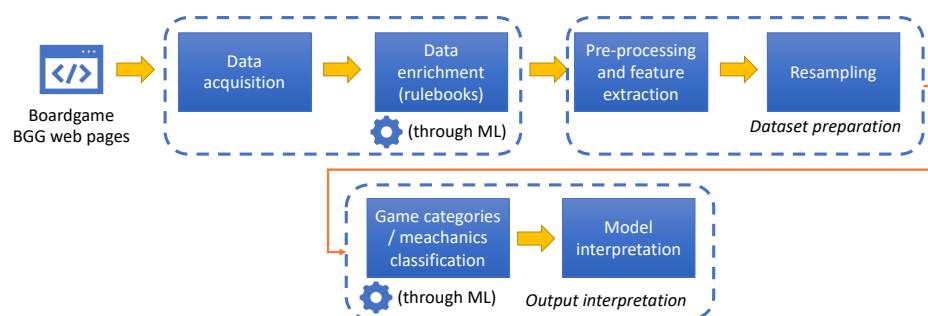 </>
Boardgame
BGG web pages
Data
acquisition
Data
enrichment
(rulebooks)
(through ML)
Pre-processing
and feature
extraction
Resampling
Dataset preparation
Game categories
/ meachanics
classification
(through ML)
Model
interpretation
Output interpretation